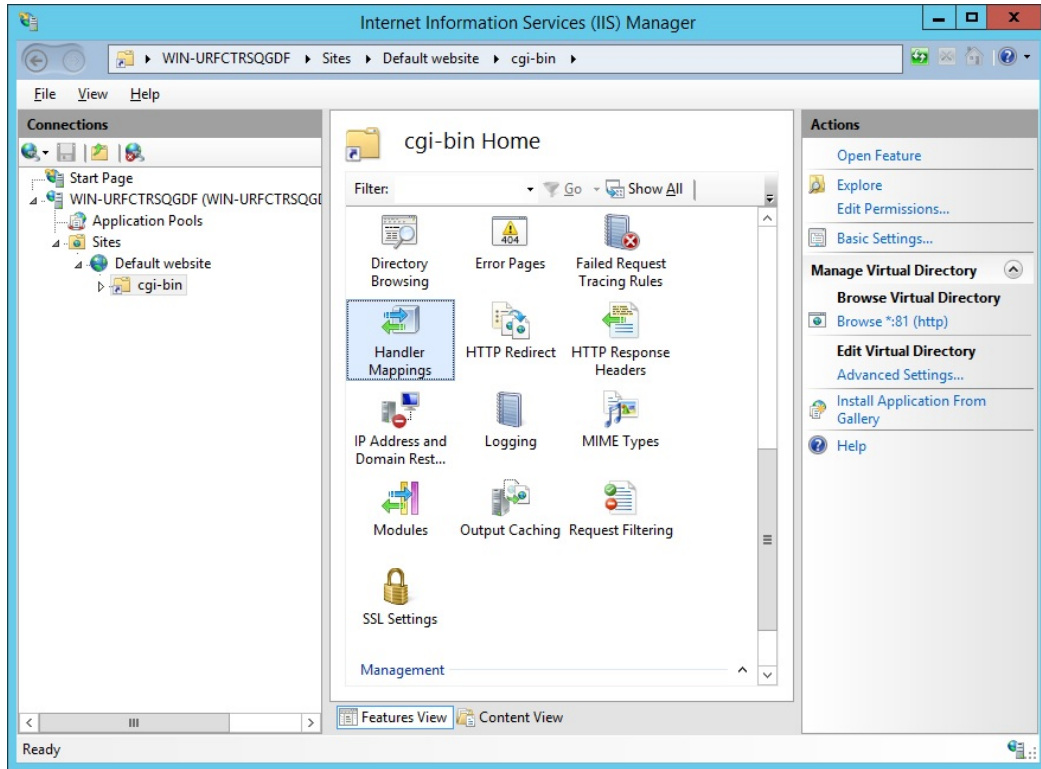 Internet Information Services (IIS) Manager
WIN-URFCTRSQGDF Sites Default website cgi-bin
File View Help
Connections
Start Page
WIN-URFCTRSQGDF (WIN-URFCTRSQGD
Application Pools
Sites
Default website
cgi-bin
cgi-bin Home
Filter: Go Show All
404
Directory Browsing
Error Pages
Failed Request Tracing Rules
Handler Mappings
HTTP Redirect
HTTP Response Headers
IP Address and Domain Rest...
Logging
MIME Types
Modules
Output Caching
Request Filtering
SSL Settings
Management
Features View Content View
Actions
Open Feature
Explore
Edit Permissions...
Basic Settings...
Manage Virtual Directory
Browse Virtual Directory
Browse *:81 (http)
Edit Virtual Directory
Advanced Settings...
Install Application From
Gallery
Help
Ready